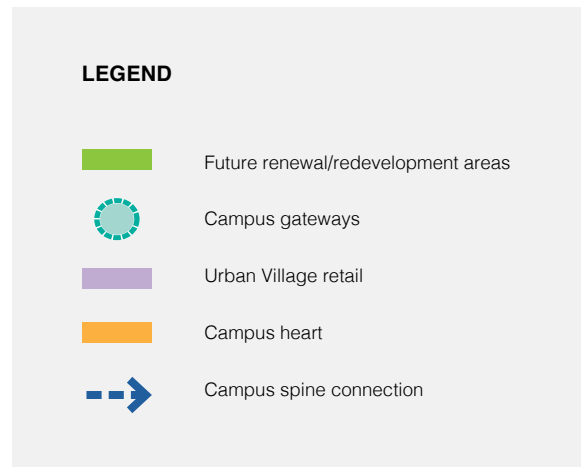 LEGEND
Future renewal/redevelopment areas
Campus gateways
Urban Village retail
Campus heart
Campus spine connection